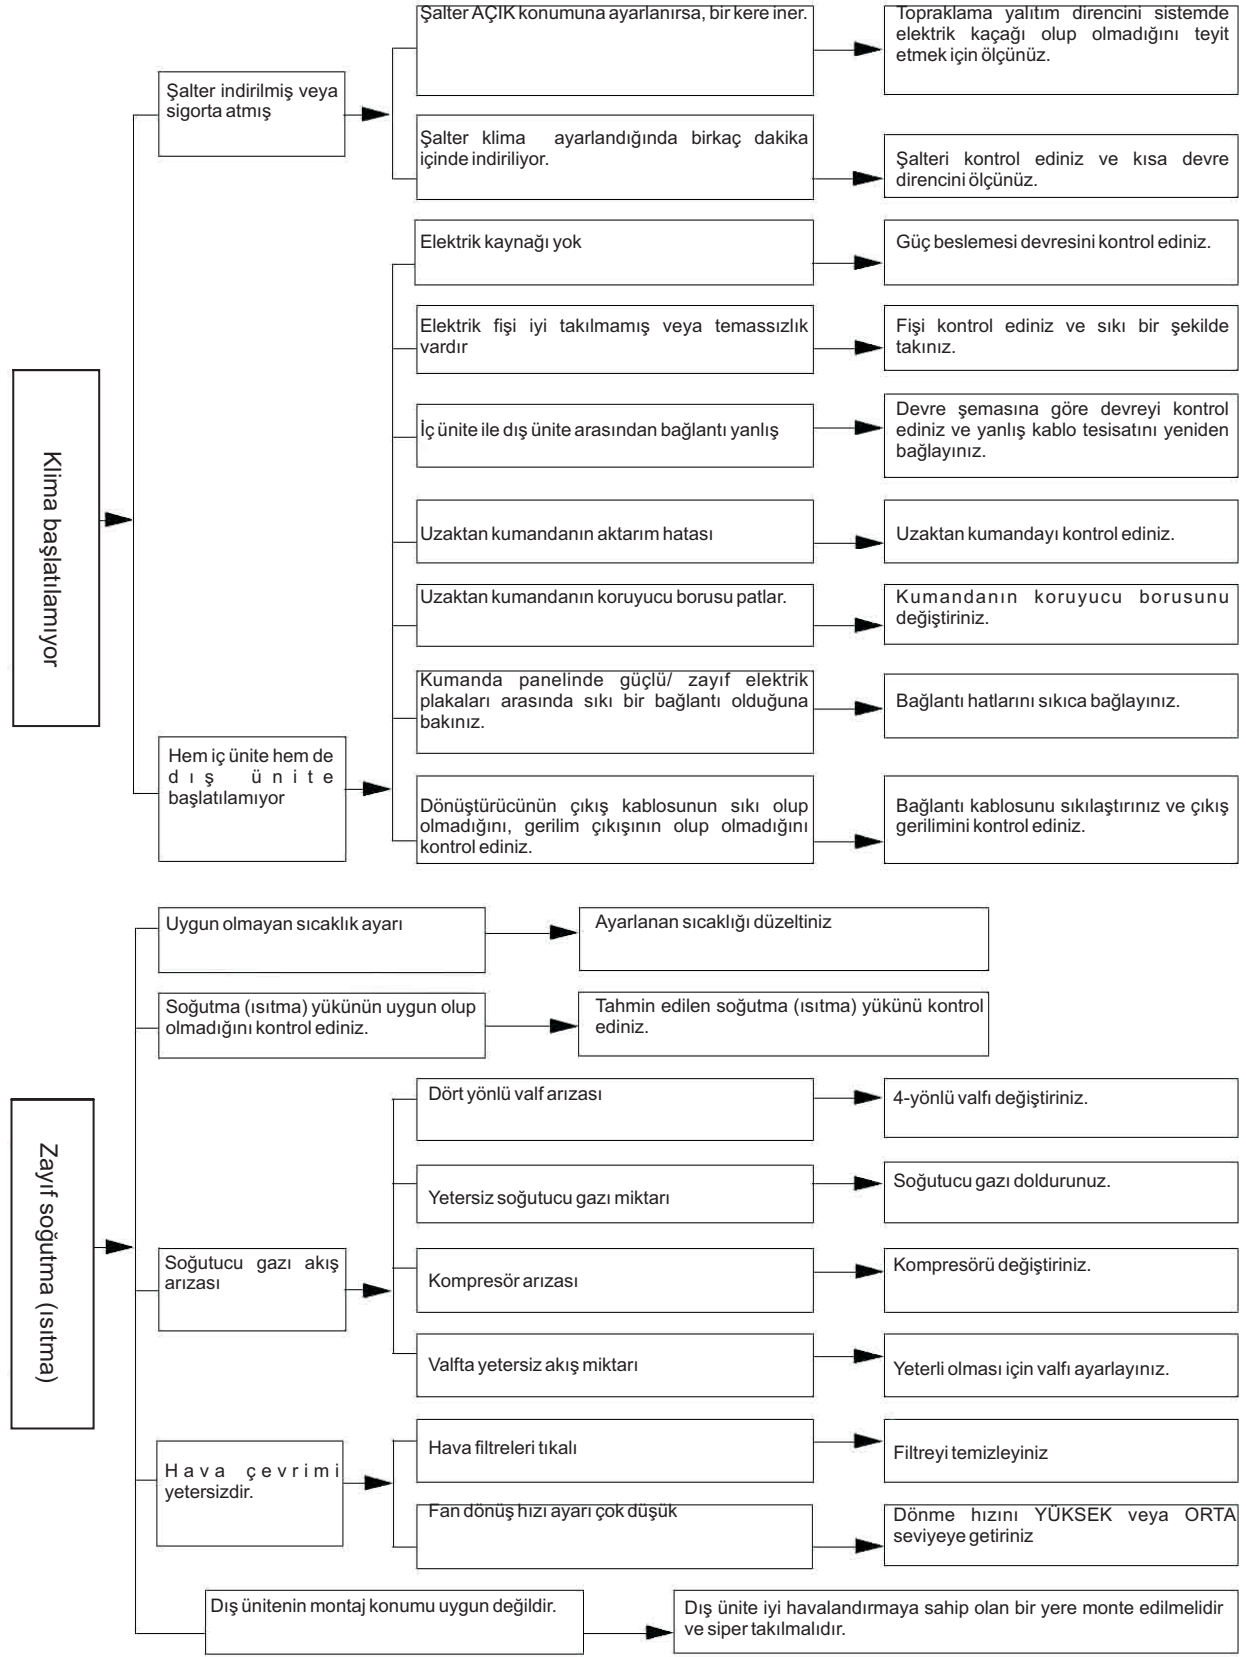 Klima başlatılamıyor
Şalter indirilmiş veya
sigorta atmış
Şalter AÇIK konumuna ayarlanırsa, bir kere iner.
Topraklama yalıtım direncini sistemde
elektrik kaçağı olup olmadığını teyit
etmek için ölçünüz.
Şalter klima ayarlandığında birkaç dakika
içinde indiriliyor.
Şalteri kontrol ediniz ve kısa devre
direncini ölçünüz.
Hem iç ünite hem de
dış ünite
başlatılamıyor
Elektrik kaynağı yok
Güç beslemesi devresini kontrol ediniz.
Elektrik fişi iyi takılmamış veya temassızlık
vardır
Fişi kontrol ediniz ve sıkı bir şekilde
takınız.
İç ünite ile dış ünite arasından bağlantı yanlış
Devre şemasına göre devreyi kontrol
ediniz ve yanlış kablo tesisatını yeniden
bağlayınız.
Uzaktan kumandanın aktarım hatası
Uzaktan kumandayı kontrol ediniz.
Uzaktan kumandanın koruyucu borusu patlar.
Kumandanın koruyucu borusunu
değiştiriniz.
Kumanda panelinde güçlü/ zayıf elektrik
plakaları arasında sıkı bir bağlantı olduğuna
bakınız.
Bağlantı hatlarını sıkıca bağlayınız.
Dönüştürücünün çıkış kablosunun sıkı olup
olmadığını, gerilim çıkışının olup olmadığını
kontrol ediniz.
Bağlantı kablosunu sıkılaştırınız ve çıkış
gerilimini kontrol ediniz.
Zayıf soğutma (ısıtma)
Uygun olmayan sıcaklık ayarı
Ayarlanan sıcaklığı düzeltiniz
Soğutma (ısıtma) yükünün uygun olup
olmadığını kontrol ediniz.
Tahmin edilen soğutma (ısıtma) yükünü kontrol
ediniz.
Soğutucu gazı akış
arızası
Dört yönlü valf arızası
4-yönlü valfı değiştiriniz.
Yetersiz soğutucu gazı miktarı
Soğutucu gazı doldurunuz.
Kompresör arızası
Kompresörü değiştiriniz.
Valfta yetersiz akış miktarı
Yeterli olması için valfı ayarlayınız.
Hava çevrimi
yetersizdir.
Hava filtreleri tıkalı
Filtreyi temizleyiniz
Fan dönüş hızı ayarı çok düşük
Dönme hızını YÜKSEK veya ORTA
seviyeye getiriniz
Dış ünitenin montaj konumu uygun değildir.
Dış ünite iyi havalandırmaya sahip olan bir yere monte edilmelidir
ve siper takılmalıdır.